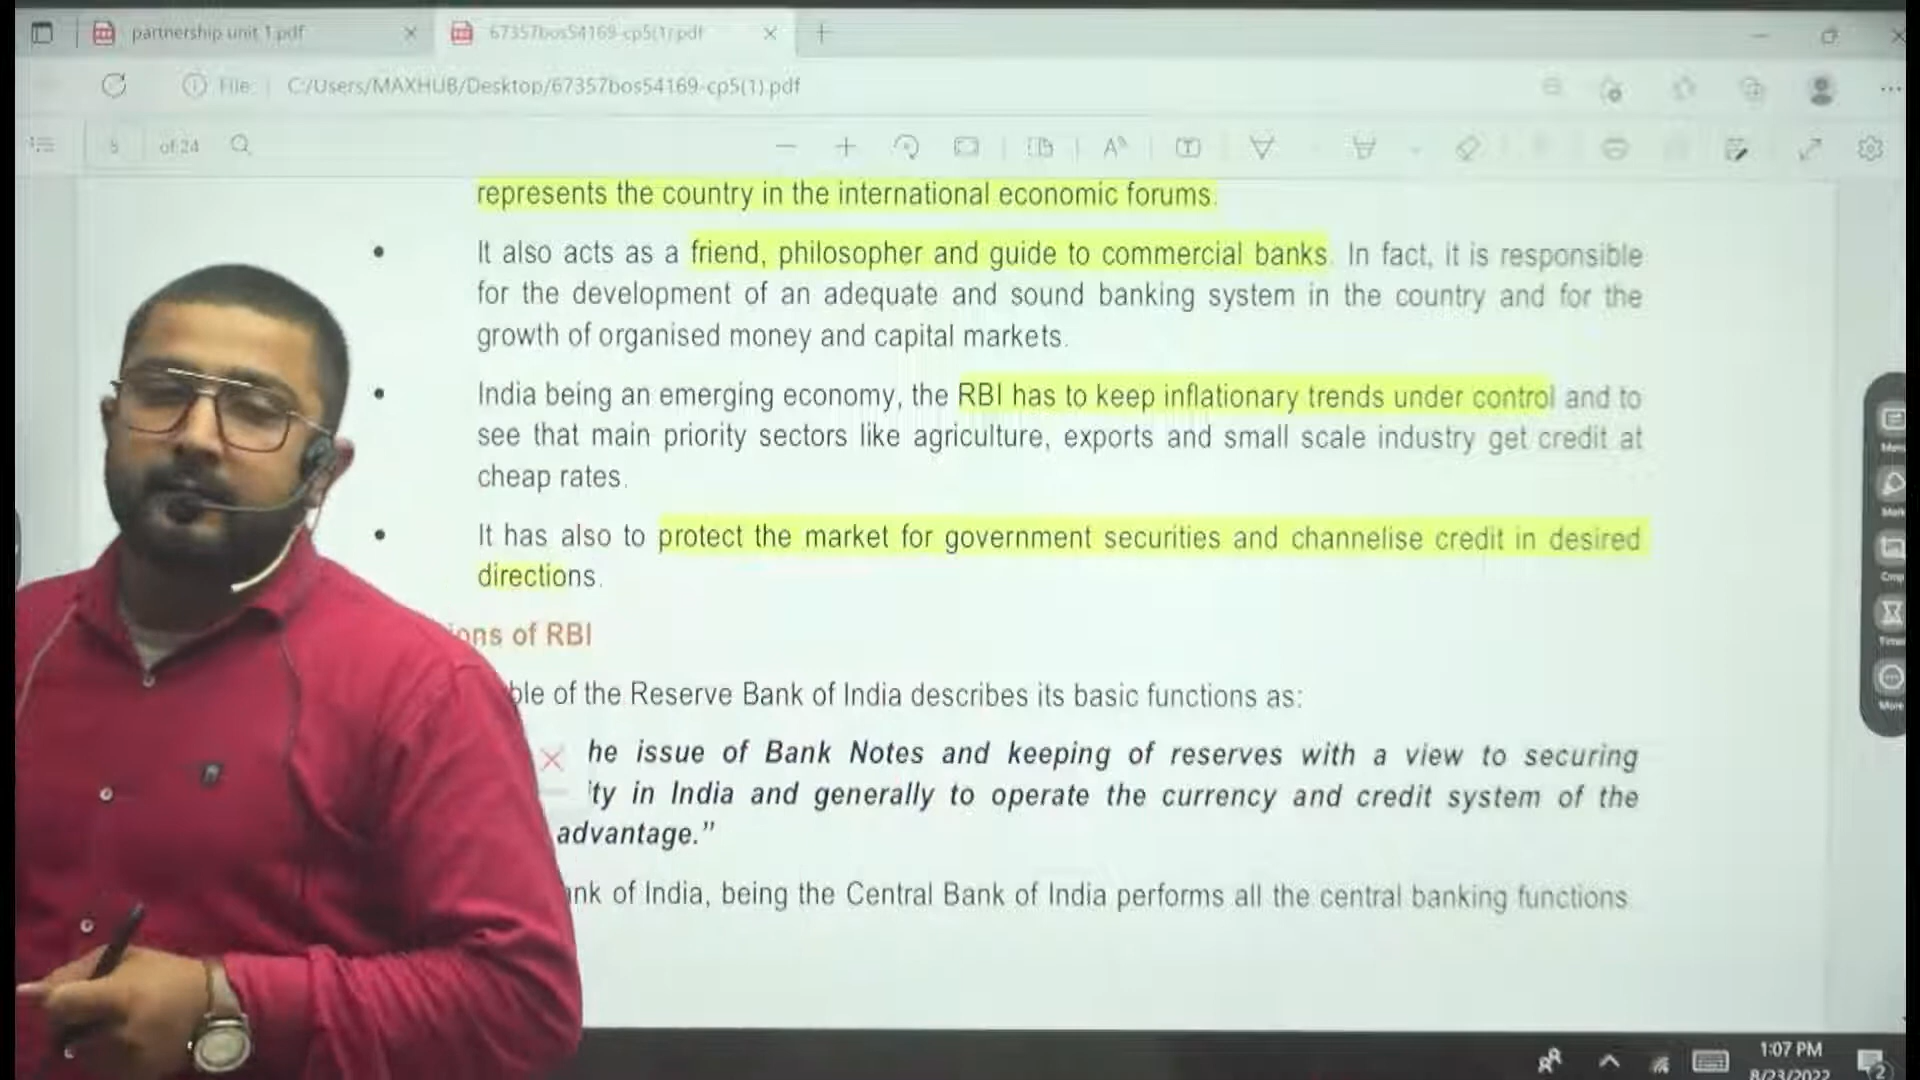 partnership unit 1.pdf
67357bos54169-cp5(1).pdf
File
C:/Users/MAXHUB/Desktop/67357bos54169-cp5(1).pdf
of 24
represents the country in the international economic forums.
• It also acts as a friend, philosopher and guide to commercial banks. In fact, it is responsible
for the development of an adequate and sound banking system in the country and for the
growth of organised money and capital markets.
• India being an emerging economy, the RBI has to keep inflationary trends under control and to
see that main priority sectors like agriculture, exports and small scale industry get credit at
cheap rates.
• It has also to protect the market for government securities and channelise credit in desired
directions.
ons of RBI
ble of the Reserve Bank of India describes its basic functions as:
he issue of Bank Notes and keeping of reserves with a view to securing
ty in India and generally to operate the currency and credit system of the
advantage.”
nk of India, being the Central Bank of India performs all the central banking functions
Crop
More
1:07 PM
8/23/2022
2